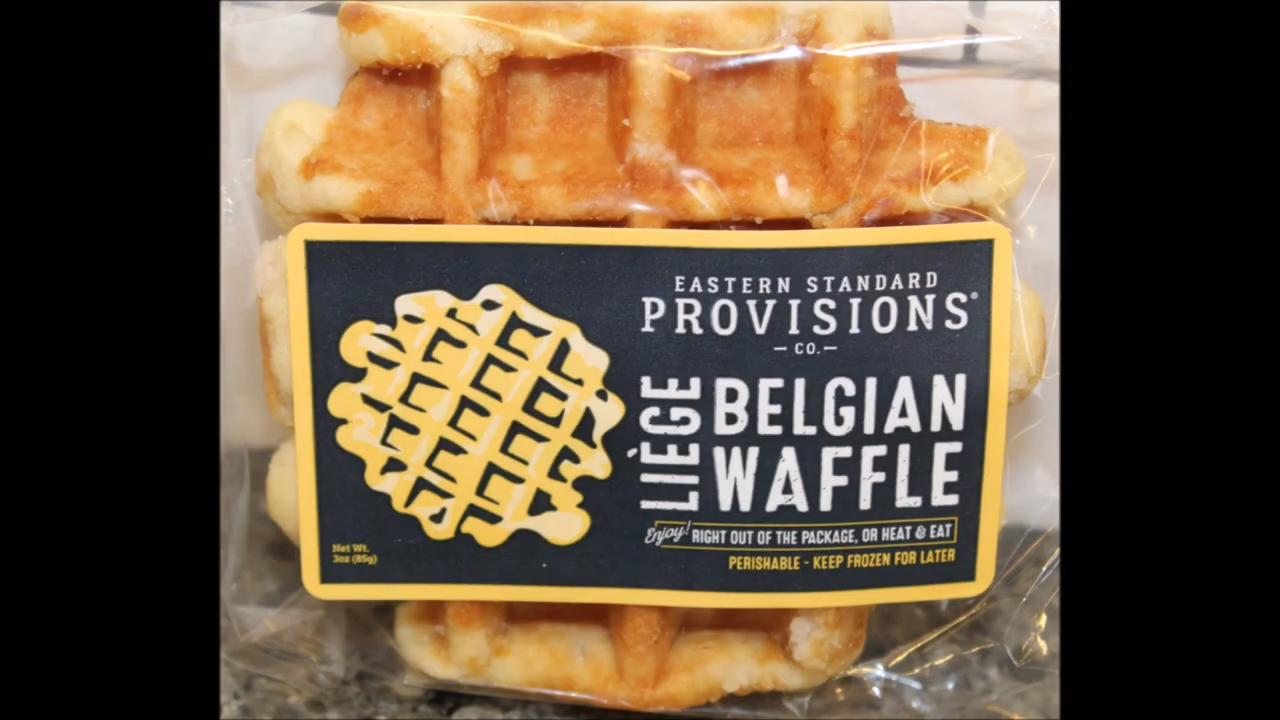 EASTERN STANDARD
PROVISIONS®
CO.
LIÈGE
BELGIAN
WAFFLE
Enjoy! RIGHT OUT OF THE PACKAGE, OR HEAT & EAT
PERISHABLE - KEEP FROZEN FOR LATER
Net Wt.
3oz (85g)